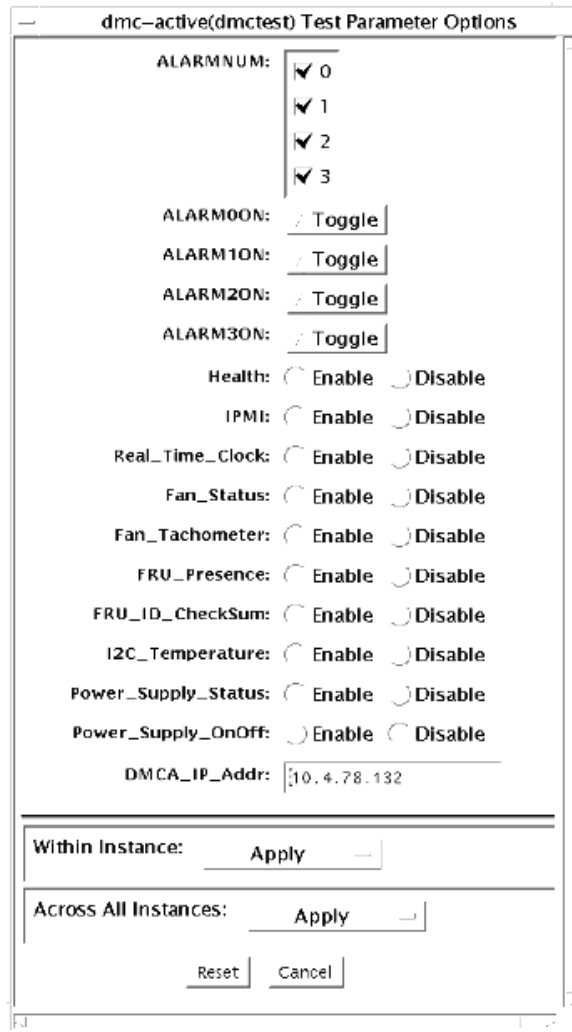 dmc-active(dmctest) Test Parameter Options
ALARMNUM: 0
1
2
3
ALARM0ON: Toggle
ALARM1ON: Toggle
ALARM2ON: Toggle
ALARM3ON: Toggle
Health: Enable Disable
IPMI: Enable Disable
Real_Time_Clock: Enable Disable
Fan_Status: Enable Disable
Fan_Tachometer: Enable Disable
FRU_Presence: Enable Disable
FRU_ID_CheckSum: Enable Disable
I2C_Temperature: Enable Disable
Power_Supply_Status: Enable Disable
Power_Supply_OnOff: Enable Disable
DMCA_IP_Addr: 10.4.78.132
Within Instance: Apply
Across All Instances: Apply
Reset Cancel